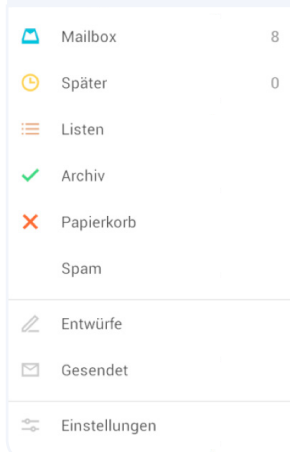 Mailbox 8
Später 0
Listen
Archiv
Papierkorb
Spam
Entwürfe
Gesendet
Einstellungen